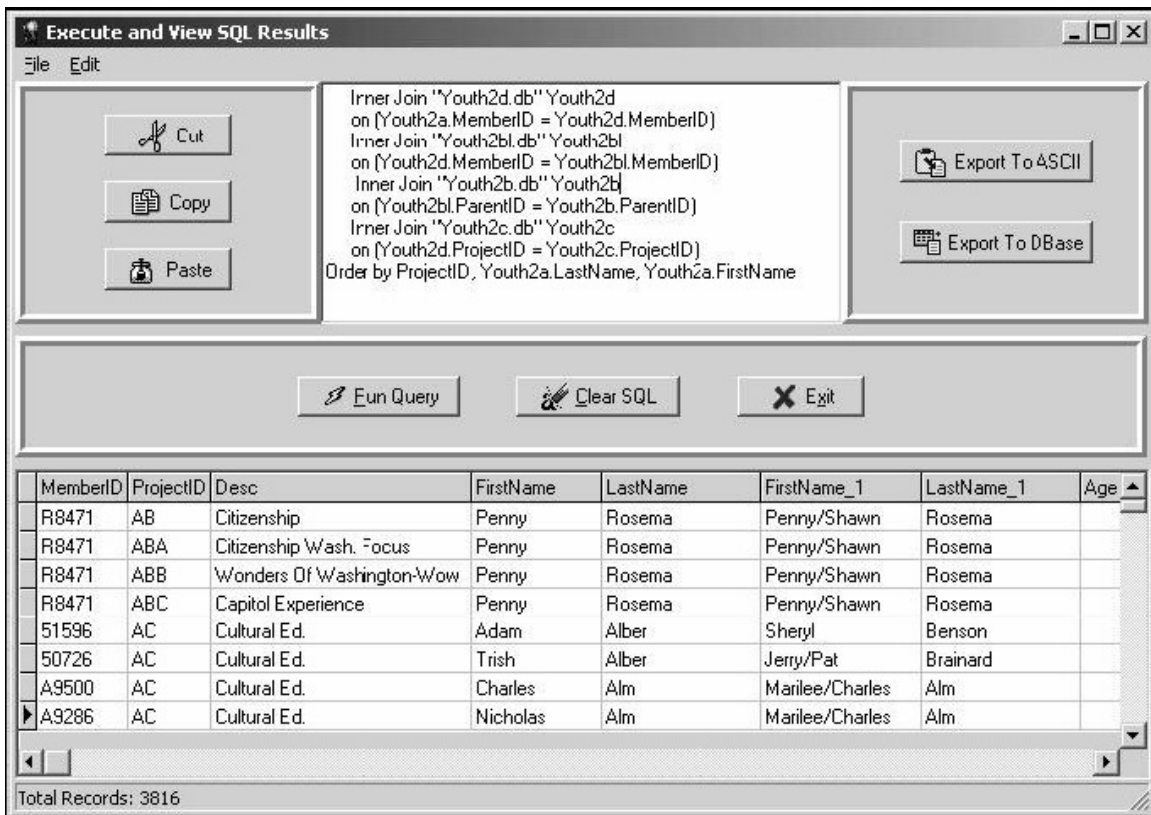 Execute and View SQL Results
File Edit
Cut
Copy
Paste
Inner Join "Youth2d.db" Youth2d
on (Youth2a.MemberID = Youth2d.MemberID)
Inner Join "Youth2bl.db" Youth2bl
on (Youth2d.MemberID = Youth2bl.MemberID)
Inner Join "Youth2b.db" Youth2b
on (Youth2bl.ParentID = Youth2b.ParentID)
Inner Join "Youth2c.db" Youth2c
on (Youth2d.ProjectID = Youth2c.ProjectID)
Order by ProjectID, Youth2a.LastName, Youth2a.FirstName
Export To ASCII
Export To DBase
Run Query Clear SQL Exit
MemberID ProjectID Desc FirstName LastName FirstName_1 LastName_1 Age
R8471 AB Citizenship Penny Rosema Penny/Shawn Rosema
R8471 ABA Citizenship Wash. Focus Penny Rosema Penny/Shawn Rosema
R8471 ABB Wonders Of Washington-Wow Penny Rosema Penny/Shawn Rosema
R8471 ABC Capitol Experience Penny Rosema Penny/Shawn Rosema
51596 AC Cultural Ed. Adam Alber Sheryl Benson
50726 AC Cultural Ed. Trish Alber Jerry/Pat Brainard
A9500 AC Cultural Ed. Charles Alm Marilee/Charles Alm
A9286 AC Cultural Ed. Nicholas Alm Marilee/Charles Alm
Total Records: 3816